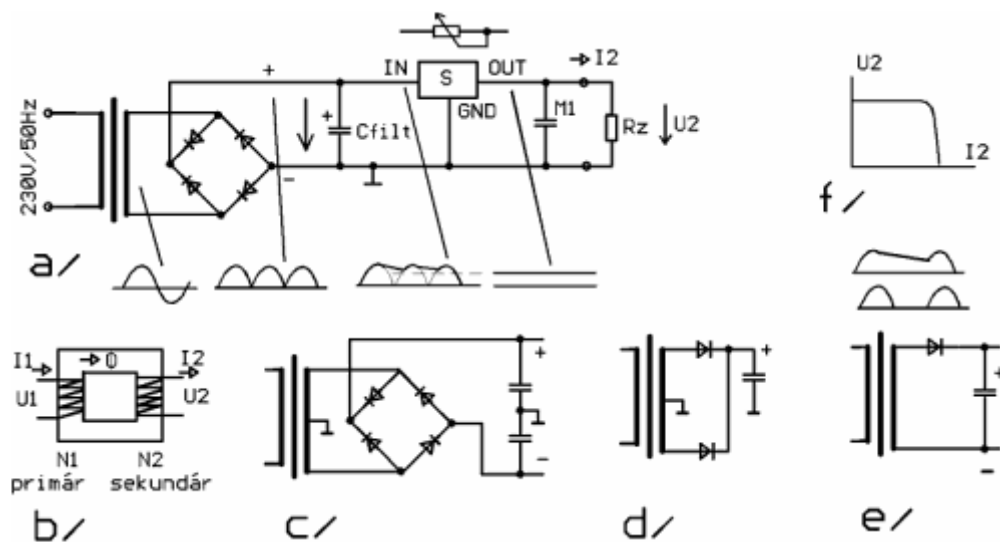 230V/50Hz
+
-
+
Cfilt
IN
S
OUT
GND
M1
I2
Rz
U2
a/
U2
I2
f/
I1
U1
I2
U2
N1
N2
primár
sekundár
b/
+
-
c/
+
d/
+
-
e/